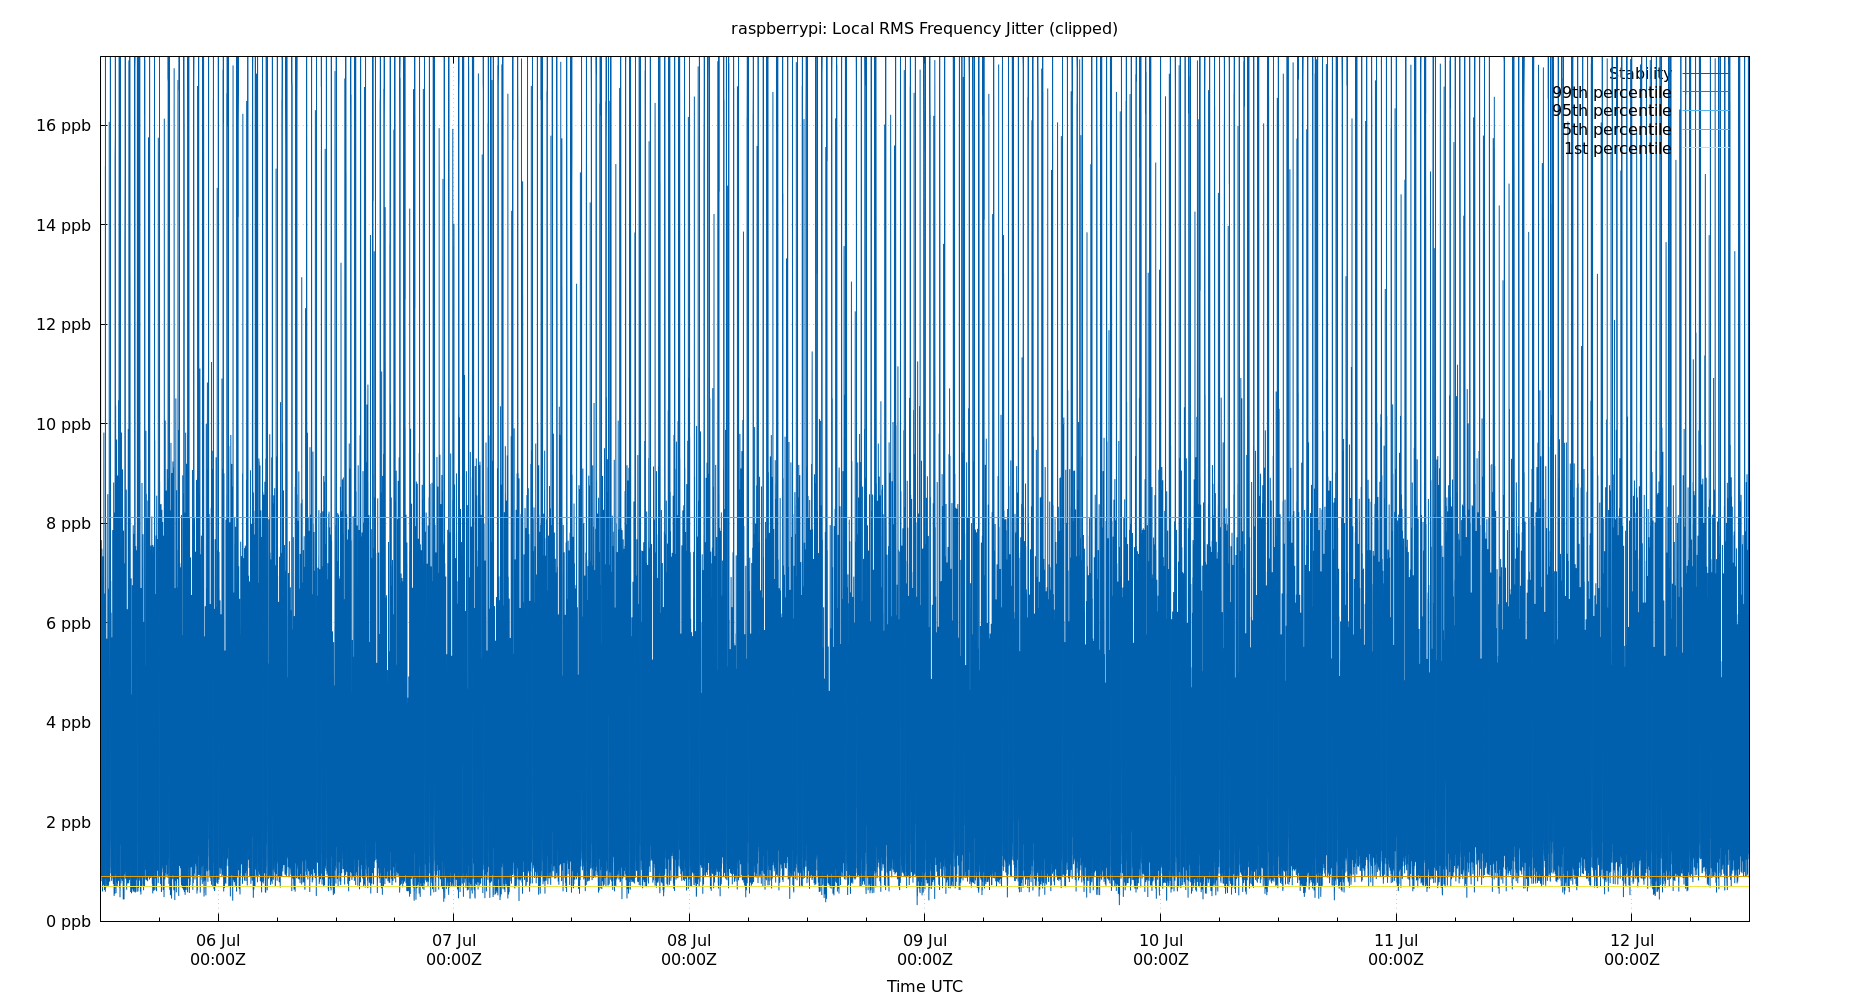 raspberrypi: Local RMS Frequency Jitter (clipped)
Stability
99th percentile
95th percentile
5th percentile
1st percentile
16 ppb
14 ppb
12 ppb
10 ppb
8 ppb
6 ppb
4 ppb
2 ppb
0 ppb
06 Jul 07 Jul 08 Jul 09 Jul 10 Jul 11 Jul 12 Jul
00:00Z 00:00Z 00:00Z 00:00Z 00:00Z 00:00Z 00:00Z
Time UTC